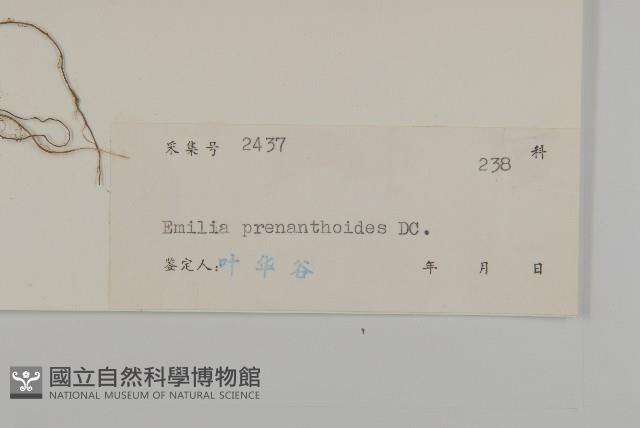 采集号 2437
238 科
Emilia prenanthoides DC.
鉴定人: 叶华谷 年 月 日
國立自然科學博物館
NATIONAL MUSEUM OF NATURAL SCIENCE